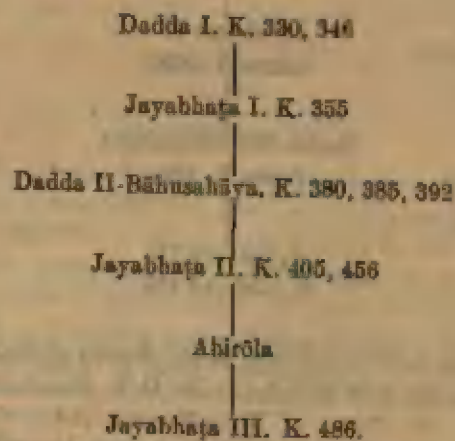 Dadda I. K. 330, 346
Jayabhaṭa I. K. 355
Dadda II-Bāhusahāya. K. 380, 385, 392
Jayabhaṭa II. K. 405, 456
Ahirōla
Jayabhaṭa III. K. 486.